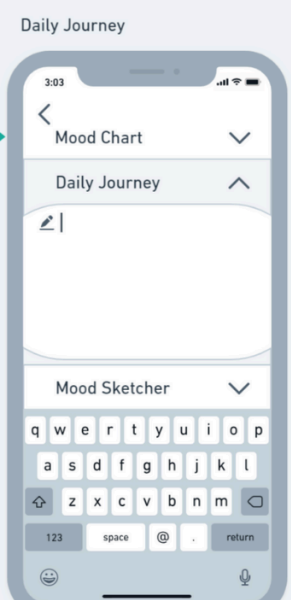 Daily Journey
3:03
Mood Chart
Daily Journey
Mood Sketcher
q w e r t y u i o p
a s d f g h j k l
z x c v b n m
123 space @ . return